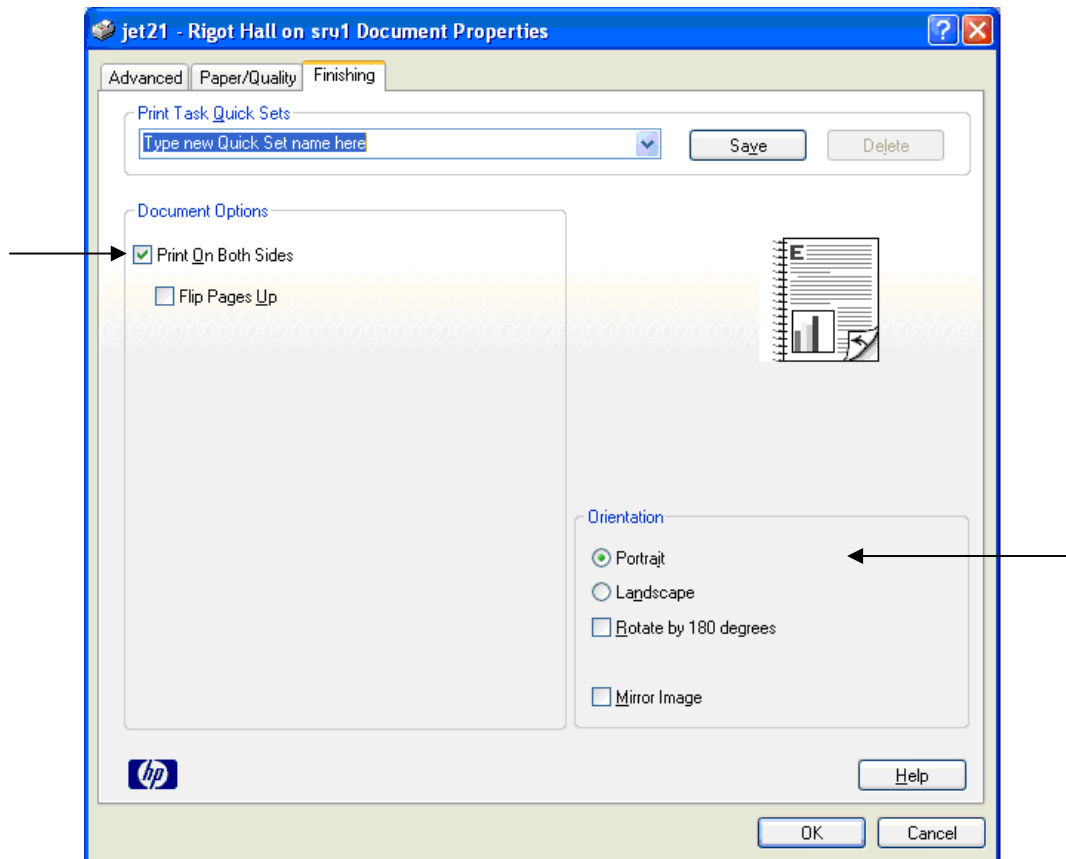 jet21 - Rigot Hall on sru1 Document Properties
Advanced Paper/Quality Finishing
Print Task Quick Sets
Type new Quick Set name here Save Delete
Document Options
Print On Both Sides
Flip Pages Up
E
Orientation
Portrait
Landscape
Rotate by 180 degrees
Mirror Image
hp Help
OK Cancel